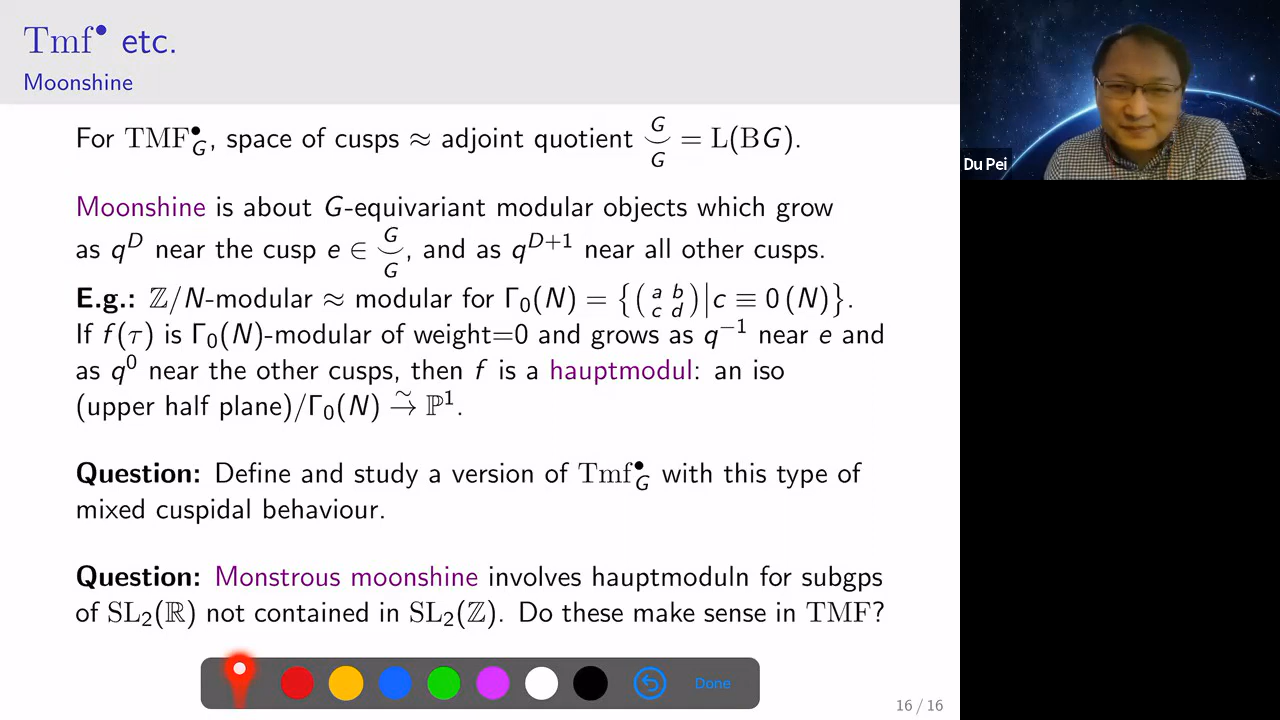 Tmf• etc.
Moonshine
For TMF•_G, space of cusps ≈ adjoint quotient G/G = L(BG).
Moonshine is about G-equivariant modular objects which grow
as q^D near the cusp e ∈ G/G, and as q^{D+1} near all other cusps.
E.g.: ℤ/N-modular ≈ modular for Γ₀(N) = {(a b c d)|c ≡ 0 (N)}.
If f(τ) is Γ₀(N)-modular of weight=0 and grows as q⁻¹ near e and
as q⁰ near the other cusps, then f is a hauptmodul: an iso
(upper half plane)/Γ₀(N) ∼→ ℙ¹.
Question: Define and study a version of Tmf•_G with this type of
mixed cuspidal behaviour.
Question: Monstrous moonshine involves hauptmoduln for subgps
of SL₂(ℝ) not contained in SL₂(ℤ). Do these make sense in TMF?
Done
16 / 16
Du Pei